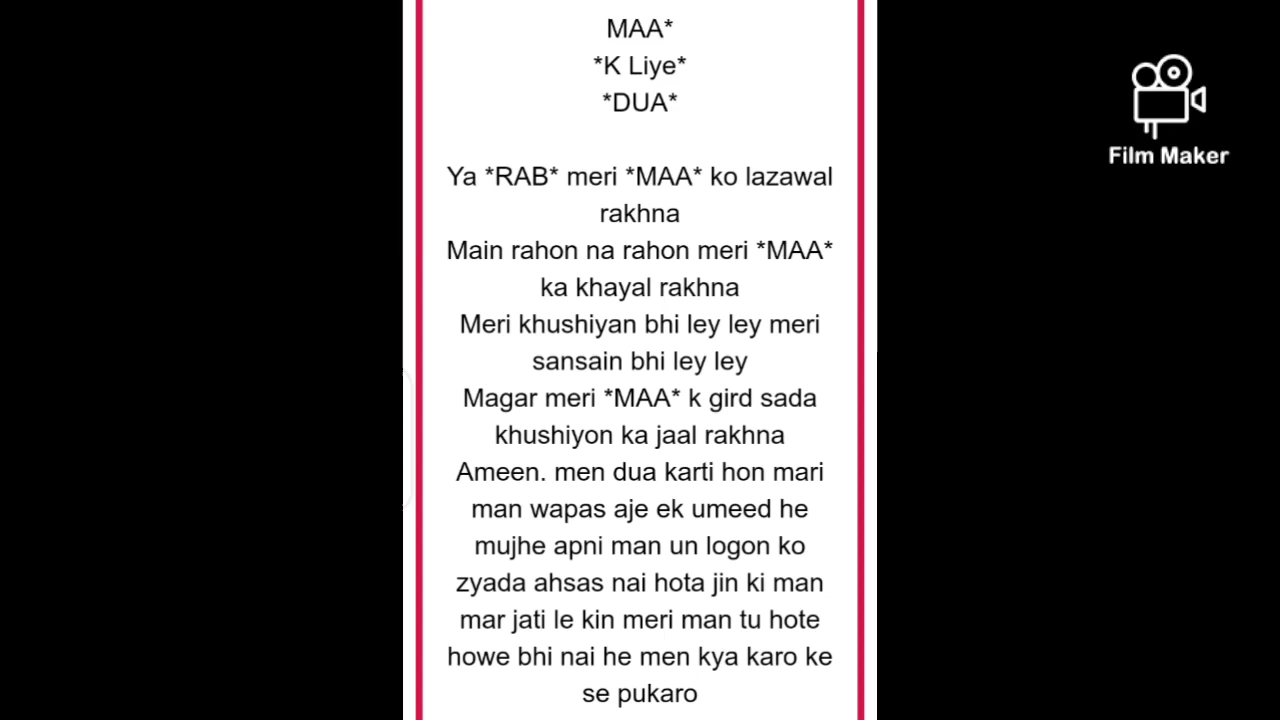 MAA*
*K Liye*
*DUA*
Ya *RAB* meri *MAA* ko lazawal
rakhna
Main rahon na rahon meri *MAA*
ka khayal rakhna
Meri khushiyan bhi ley ley meri
sansain bhi ley ley
Magar meri *MAA* k gird sada
khushiyon ka jaal rakhna
Ameen. men dua karti hon mari
man wapas aje ek umeed he
mujhe apni man un logon ko
zyada ahsas nai hota jin ki man
mar jati le kin meri man tu hote
howe bhi nai he men kya karo ke
se pukaro
Film Maker